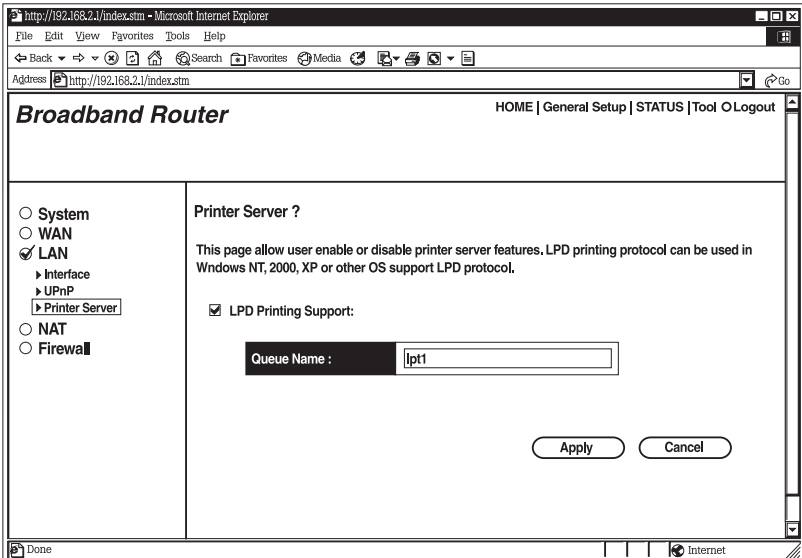 http://192.168.2.1/index.stm - Microsoft Internet Explorer
File Edit View Favorites Tools Help
Back Search Favorites Media
Address http://192.168.2.1/index.stm Go
Broadband Router
HOME | General Setup | STATUS | Tool Logout
System
WAN
LAN
Interface
UPnP
Printer Server
NAT
Firewall
Printer Server ?
This page allow user enable or disable printer server features. LPD printing protocol can be used in
Wndows NT, 2000, XP or other OS support LPD protocol.
LPD Printing Support:
Queue Name : lpt1
Apply Cancel
Done Internet